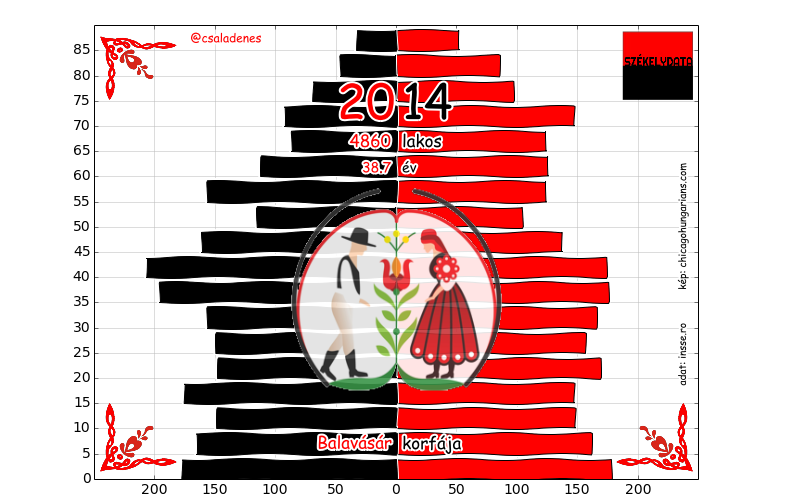 @csaladenes
SZÉKELYDATA
2014
4860 lakos
38.7 év
kép: chicagohungarians.com
adat: insse.ro
Balavásár korfája
85
80
75
70
65
60
55
50
45
40
35
30
25
20
15
10
5
0
200 150 100 50 0 50 100 150 200